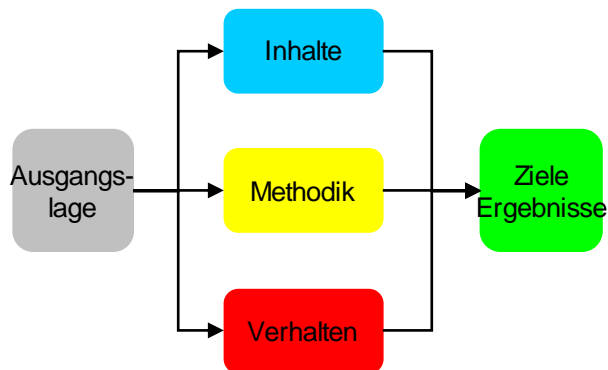 Inhalte
Ausgangs-
lage
Methodik
Ziele
Ergebnisse
Verhalten